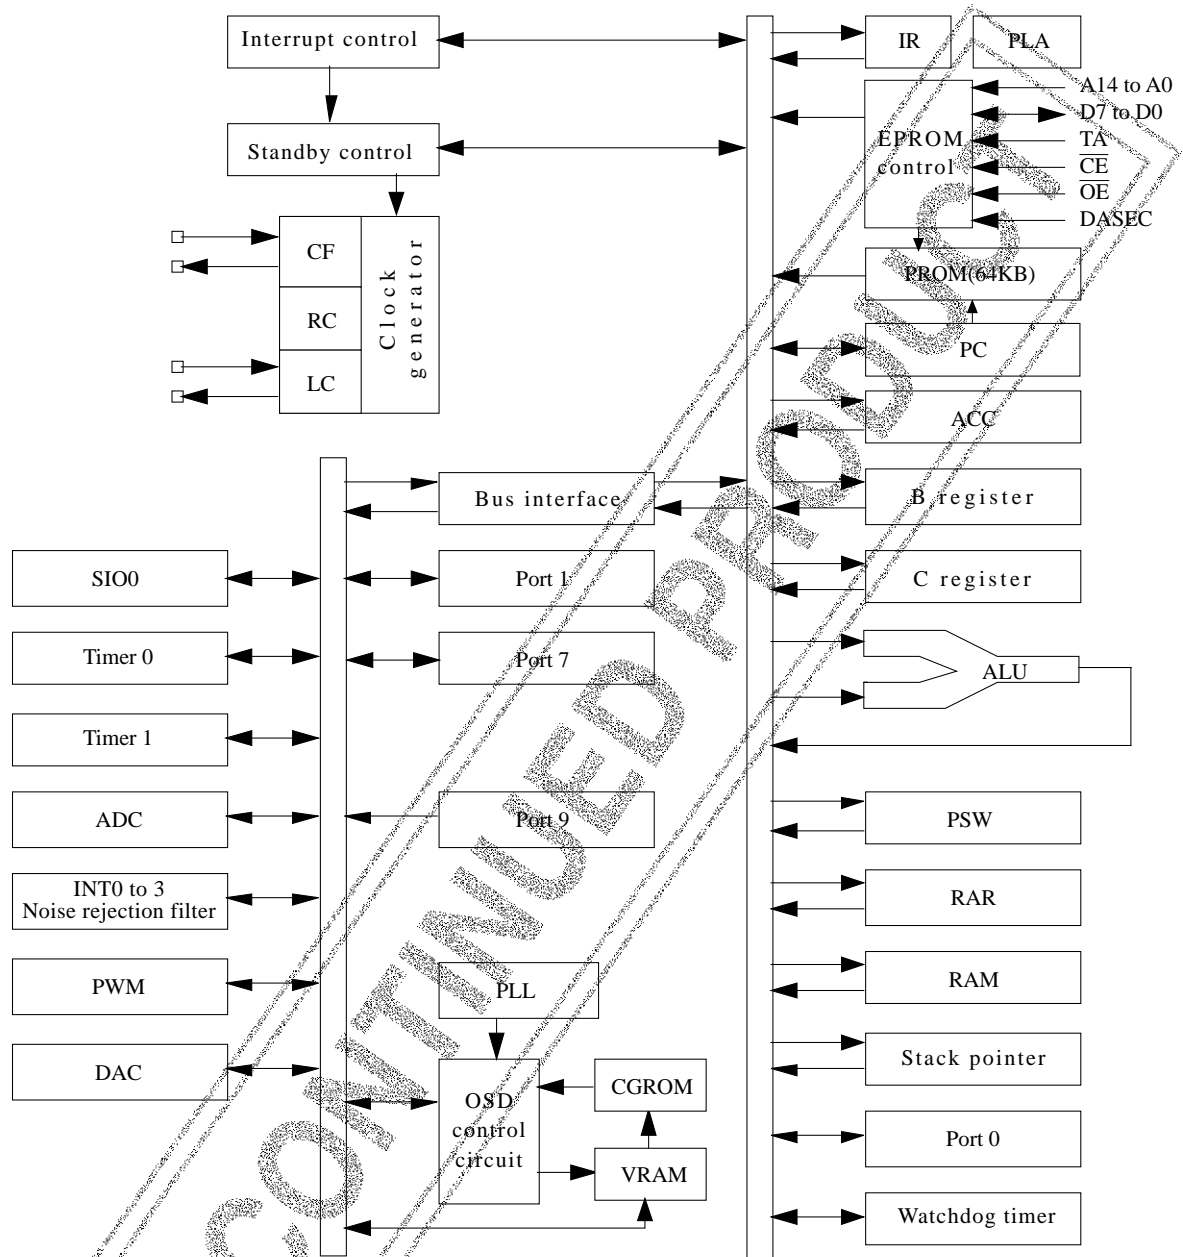 Interrupt control
IR
PLA
A14 to A0
D7 to D0
TA
CE
OE
DASEC
EPROM
control
Standby control
CF
RC
LC
Clock
generator
PROM(64KB)
PC
ACC
Bus interface
B register
SIO0
Port 1
C register
Timer 0
Port 7
ALU
Timer 1
ADC
Port 9
PSW
INT0 to 3
Noise rejection filter
RAR
PWM
PLL
RAM
DAC
OSD
control
circuit
CGROM
VRAM
Stack pointer
Port 0
Watchdog timer
CONTINUED PRODUCT